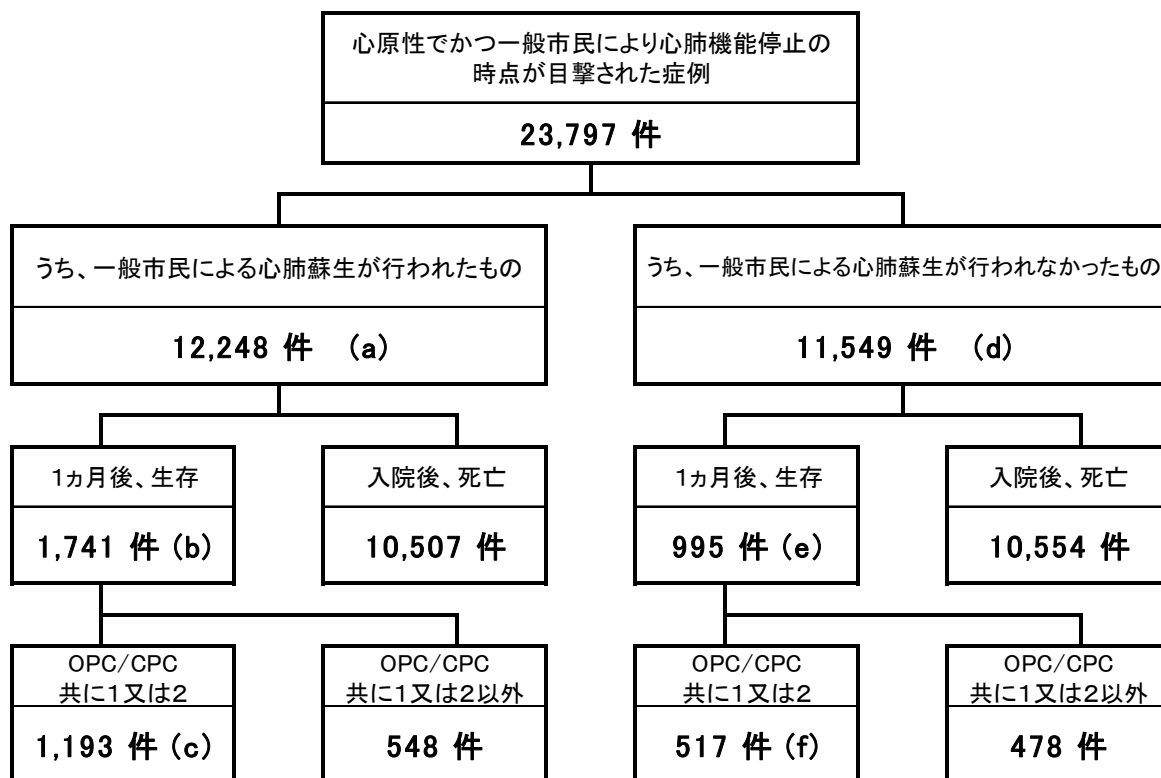 心原性でかつ一般市民により心肺機能停止の
時点が目撃された症例
23,797 件
うち、一般市民による心肺蘇生が行われたもの
12,248 件 (a)
うち、一般市民による心肺蘇生が行われなかったもの
11,549 件 (d)
1ヵ月後、生存
1,741 件 (b)
入院後、死亡
10,507 件
1ヵ月後、生存
995 件 (e)
入院後、死亡
10,554 件
OPC/CPC
共に1又は2
1,193 件 (c)
OPC/CPC
共に1又は2以外
548 件
OPC/CPC
共に1又は2
517 件 (f)
OPC/CPC
共に1又は2以外
478 件